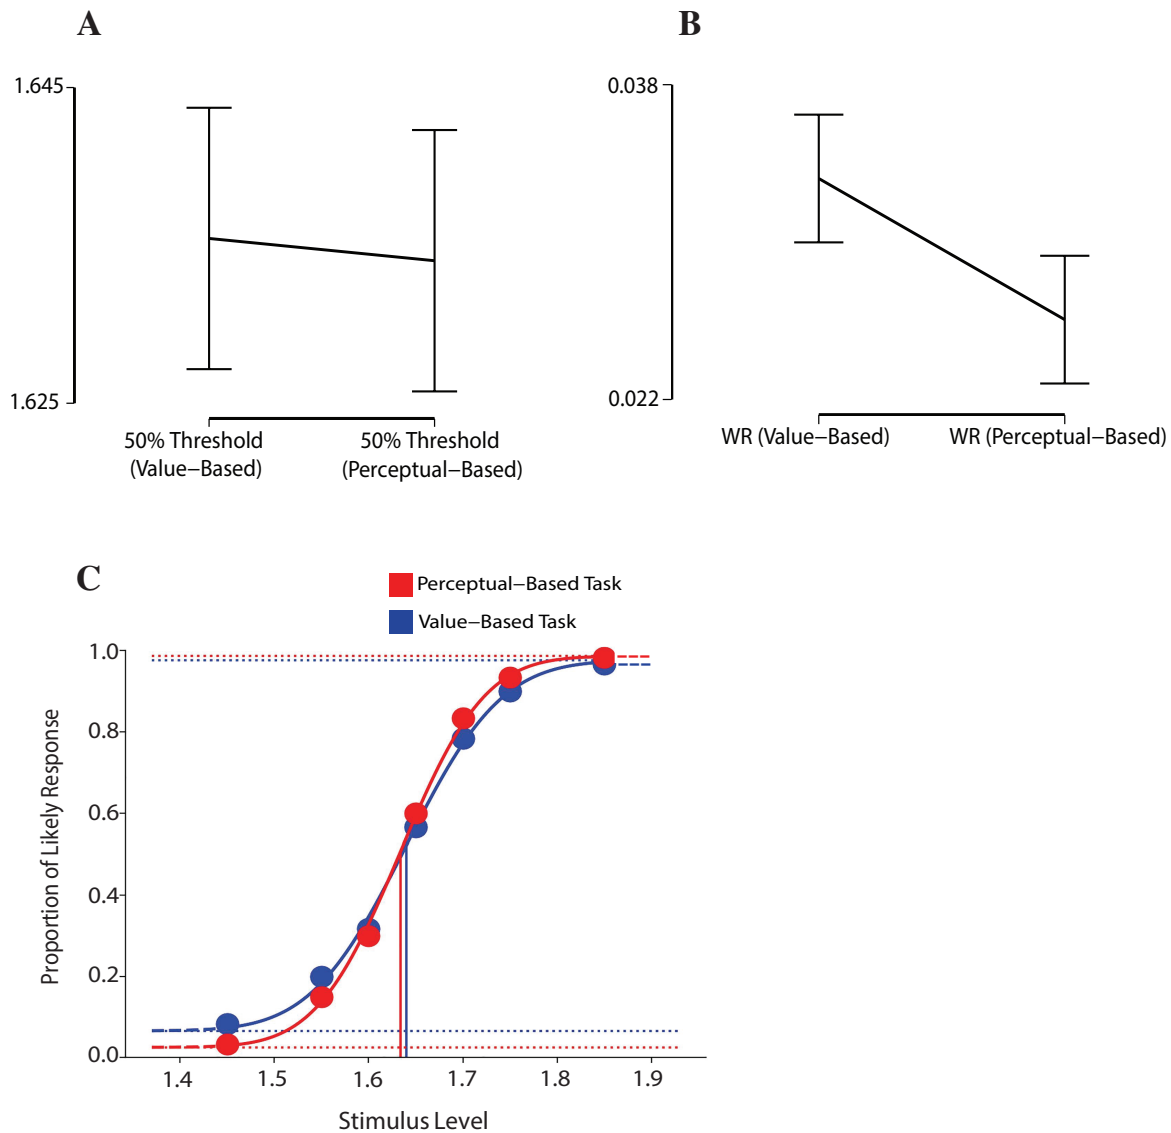 A
B
1.645
1.625
50% Threshold
(Value−Based)
50% Threshold
(Perceptual−Based)
0.038
0.022
WR (Value−Based)
WR (Perceptual−Based)
C
Perceptual−Based Task
Value−Based Task
Proportion of Likely Response
1.0
0.8
0.6
0.4
0.2
0.0
1.4
1.5
1.6
1.7
1.8
1.9
Stimulus Level